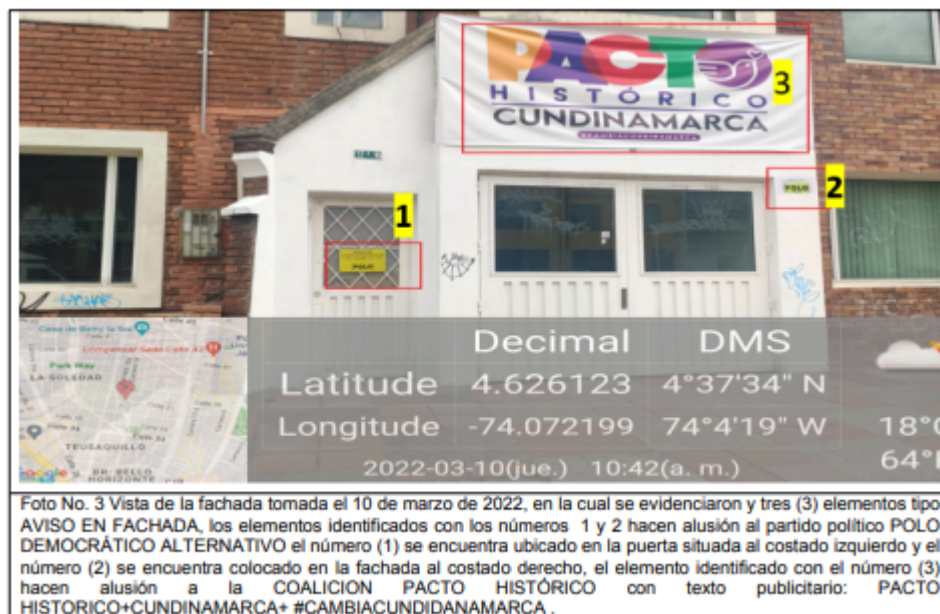 PACTO
HISTÓRICO
CUNDINAMARCA
3
2
POLO
1
POLO
Decimal DMS
Latitude 4.626123 4°37'34" N
Longitude -74.072199 74°4'19" W
18°C
64°
2022-03-10(jue.) 10:42(a. m.)
Park Way
LA SOLEDAD
TEUSAQUILLO
HORIZONTE
Google
Foto No. 3 Vista de la fachada tomada el 10 de marzo de 2022, en la cual se evidenciaron y tres (3) elementos tipo
AVISO EN FACHADA, los elementos identificados con los números 1 y 2 hacen alusión al partido político POLO
DEMOCRÁTICO ALTERNATIVO el número (1) se encuentra ubicado en la puerta situada al costado izquierdo y el
número (2) se encuentra colocado en la fachada al costado derecho, el elemento identificado con el número (3)
hacen alusión a la COALICION PACTO HISTÓRICO con texto publicitario: PACTO
HISTORICO+CUNDINAMARCA+ #CAMBIACUNDIDANAMARCA .